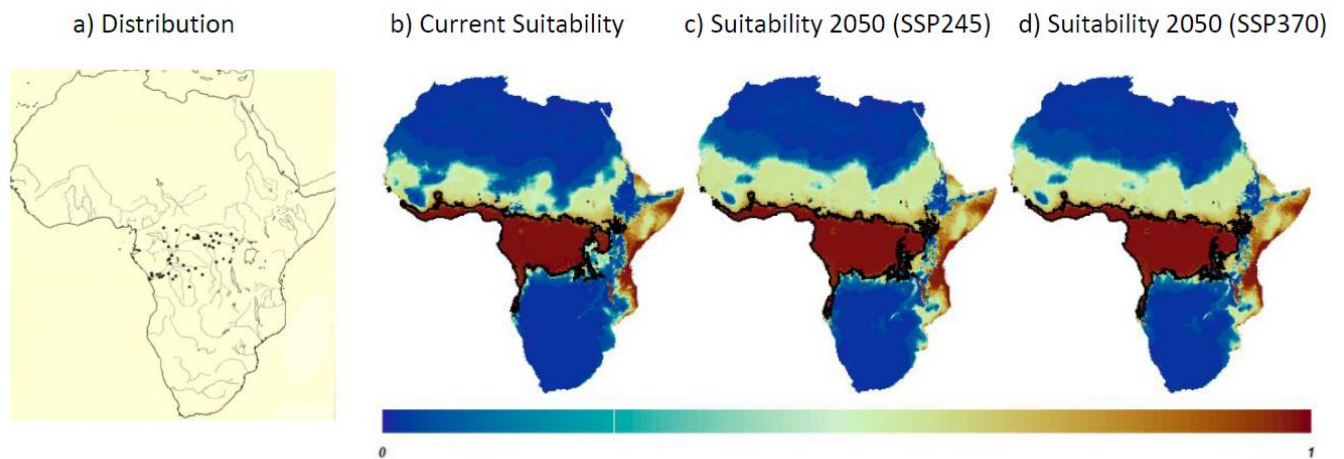 a) Distribution
b) Current Suitability
c) Suitability 2050 (SSP245)
d) Suitability 2050 (SSP370)
0
1